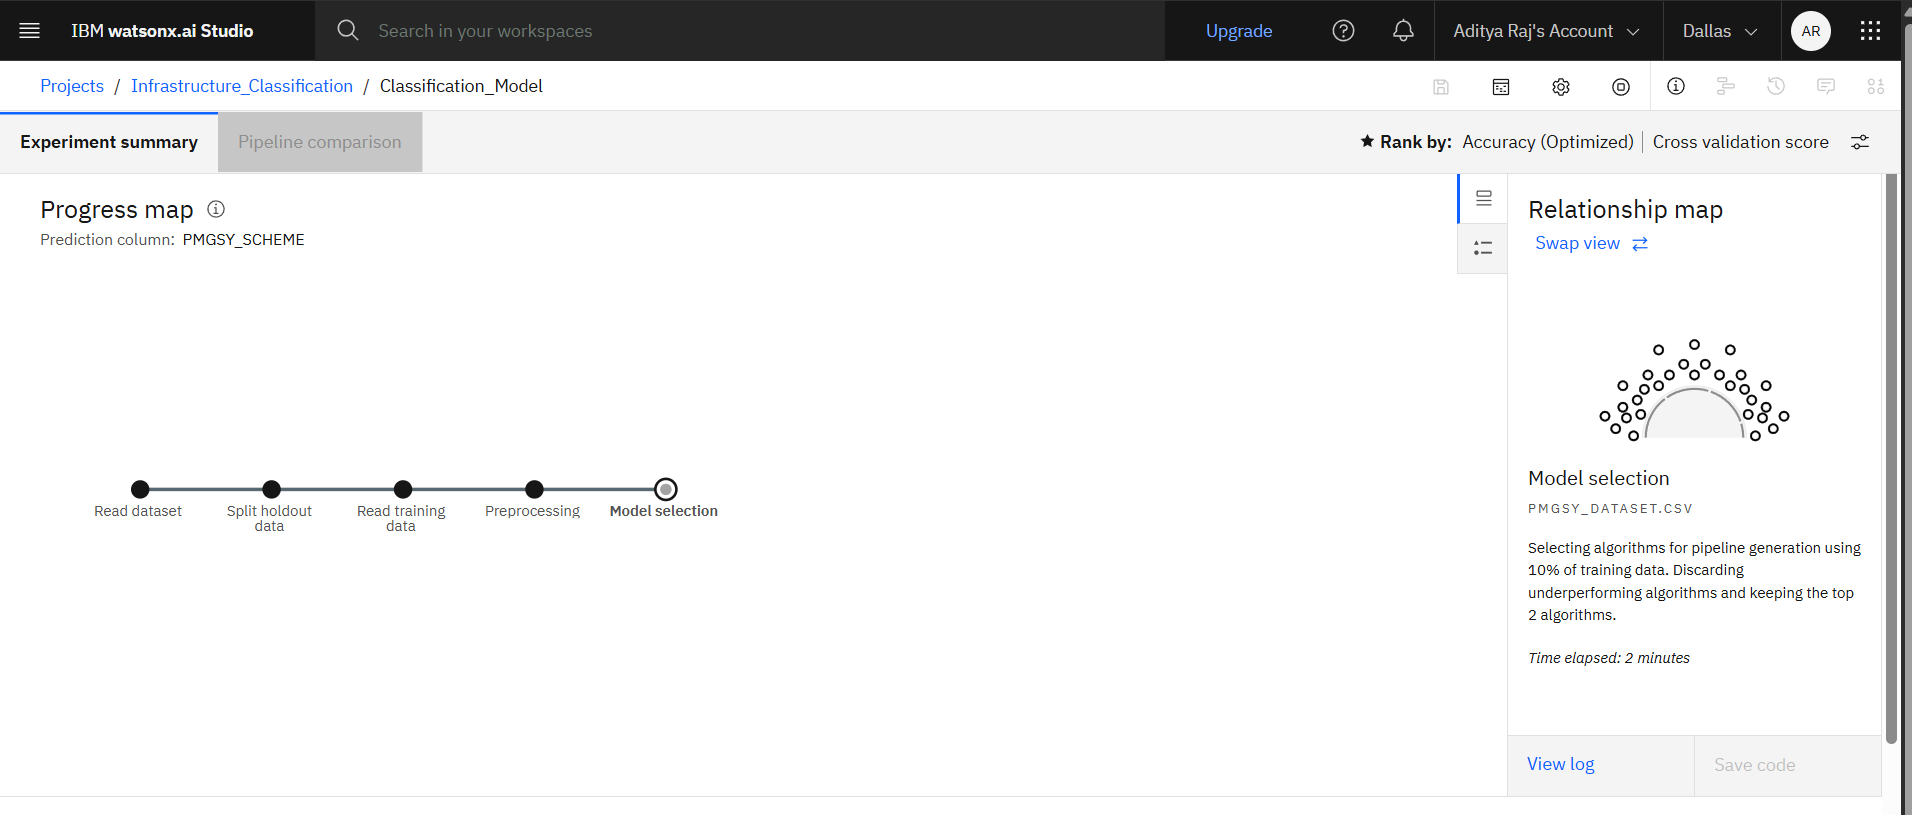 IBM watsonx.ai Studio
Search in your workspaces
Upgrade
Aditya Raj's Account
Dallas
AR
Projects / Infrastructure_Classification / Classification_Model
Experiment summary
Pipeline comparison
Rank by: Accuracy (Optimized) | Cross validation score
Progress map
Prediction column: PMGSY_SCHEME
Read dataset
Split holdout
data
Read training
data
Preprocessing
Model selection
Relationship map
Swap view
Model selection
PMGSY_DATASET.CSV
Selecting algorithms for pipeline generation using
10% of training data. Discarding
underperforming algorithms and keeping the top
2 algorithms.
Time elapsed: 2 minutes
View log
Save code